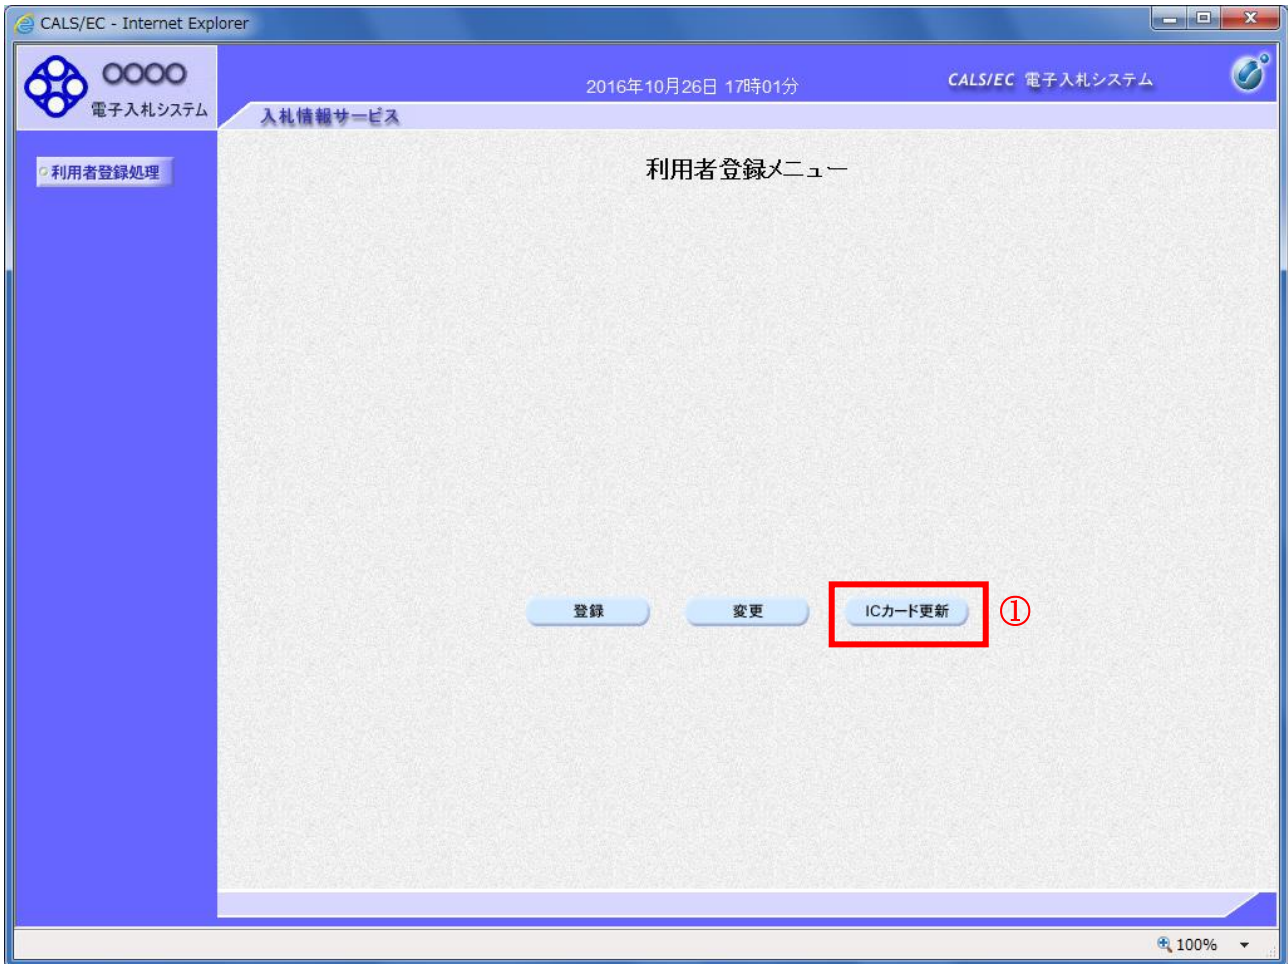 CALS/EC - Internet Explorer
○○○○
電子入札システム
2016年10月26日 17時01分
CALS/EC 電子入札システム
入札情報サービス
利用者登録処理
利用者登録メニュー
登録
変更
ICカード更新
①
100%